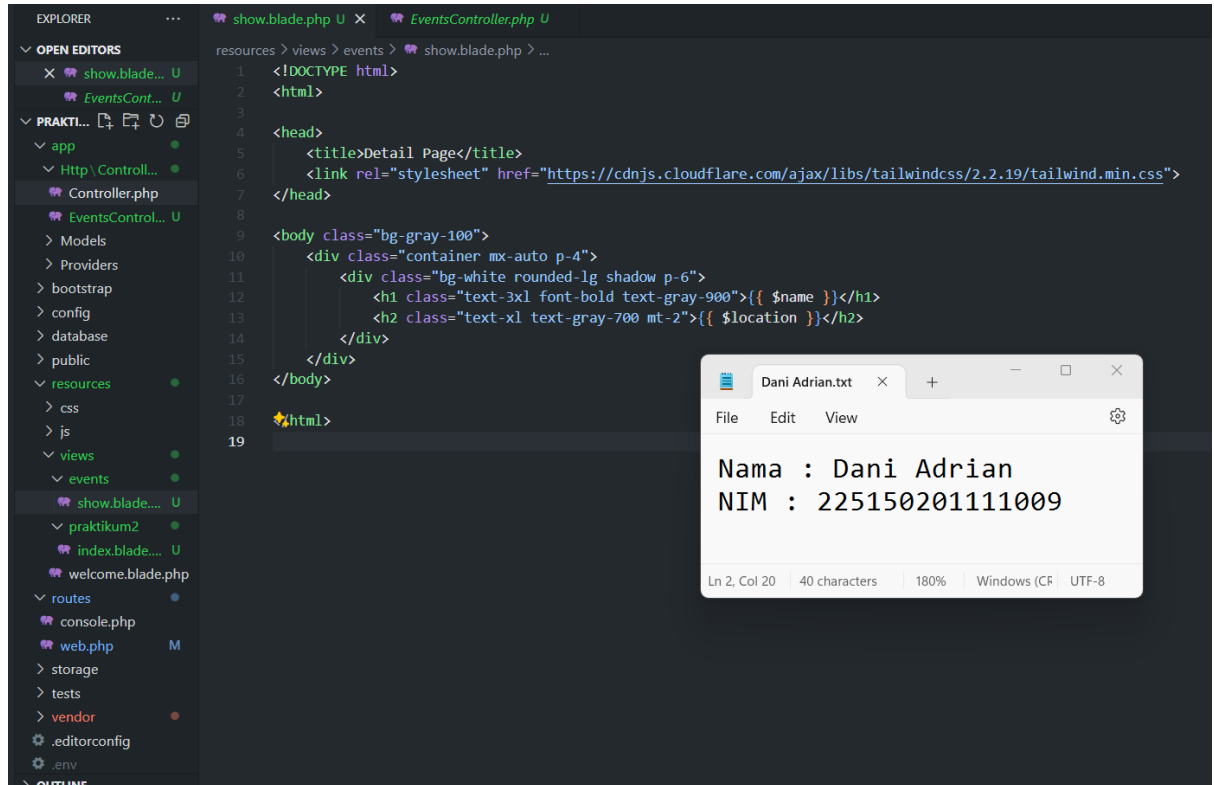 EXPLORER ···
OPEN EDITORS
show.blade... U
EventsCont... U
PRAKTI...
app
Http\Controll...
Controller.php
EventsControl... U
Models
Providers
bootstrap
config
database
public
resources
css
js
views
events
show.blade.... U
praktikum2
index.blade.... U
welcome.blade.php
routes
console.php
web.php M
storage
tests
vendor
.editorconfig
.env
OUTLINE
show.blade.php U EventsController.php U
resources > views > events > show.blade.php > ...
1 <!DOCTYPE html>
2 <html>
3
4 <head>
5 <title>Detail Page</title>
6 <link rel="stylesheet" href="https://cdnjs.cloudflare.com/ajax/libs/tailwindcss/2.2.19/tailwind.min.css">
7 </head>
8
9 <body class="bg-gray-100">
10 <div class="container mx-auto p-4">
11 <div class="bg-white rounded-lg shadow p-6">
12 <h1 class="text-3xl font-bold text-gray-900">{{ $name }}</h1>
13 <h2 class="text-xl text-gray-700 mt-2">{{ $location }}</h2>
14 </div>
15 </div>
16 </body>
17
18 </html>
19
Dani Adrian.txt
File Edit View
Nama : Dani Adrian
NIM : 225150201111009
Ln 2, Col 20 40 characters 180% Windows (CR UTF-8